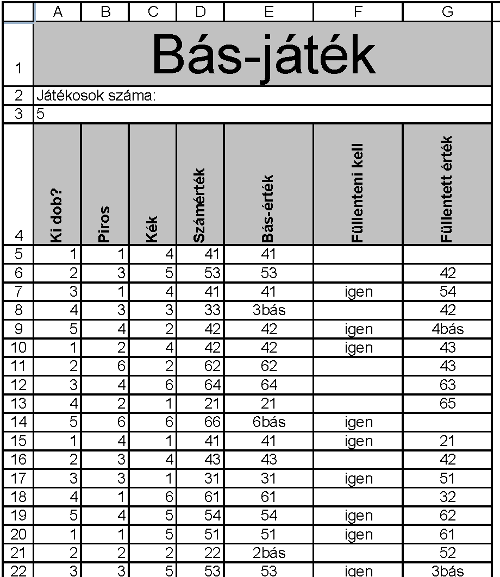 A B C D E F G
1 Bás-játék
2 Játékosok száma:
3 5
4 Ki dob? Piros Kék Számérték Bás-érték Füllenteni kell Füllentett érték
5 1 1 4 41 41
6 2 3 5 53 53 42
7 3 1 4 41 41 igen 54
8 4 3 3 33 3bás 42
9 5 4 2 42 42 igen 4bás
10 1 2 4 42 42 igen 43
11 2 6 2 62 62 43
12 3 4 6 64 64 63
13 4 2 1 21 21 65
14 5 6 6 66 6bás igen
15 1 4 1 41 41 igen 21
16 2 3 4 43 43 42
17 3 3 1 31 31 igen 51
18 4 1 6 61 61 32
19 5 4 5 54 54 igen 62
20 1 1 5 51 51 igen 61
21 2 2 2 22 2bás 52
22 3 3 5 53 53 igen 3bás